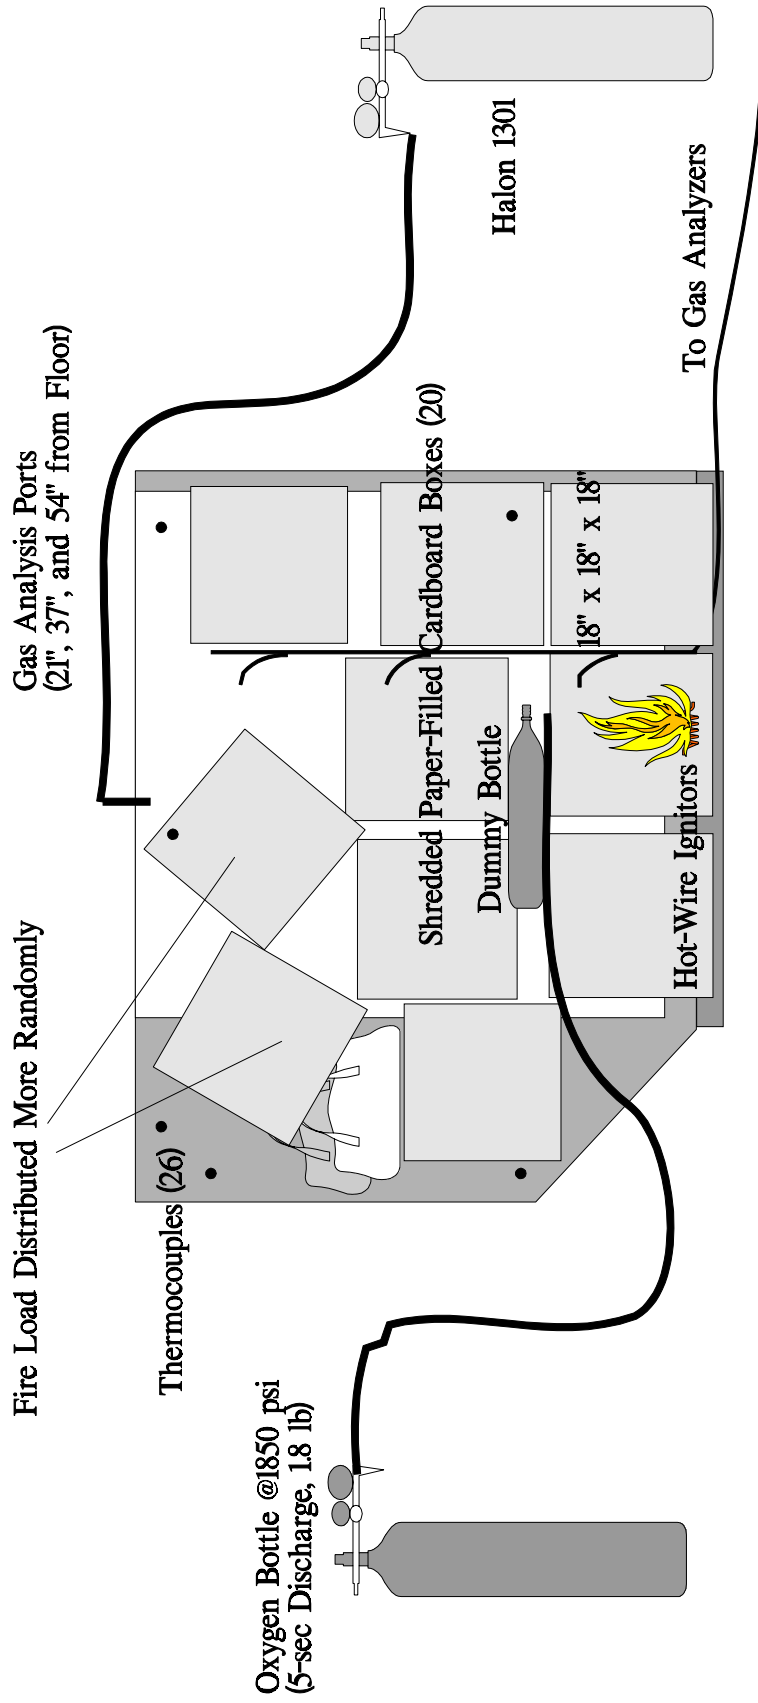 Fire Load Distributed More Randomly
Gas Analysis Ports
(21", 37", and 54" from Floor)
Thermocouples (26)
Oxygen Bottle @1850 psi
(5-sec Discharge, 1.8 lb)
Shredded Paper-Filled Cardboard Boxes (20)
Dummy Bottle
Halon 1301
18" x 18" x 18"
Hot-Wire Ignitors
To Gas Analyzers